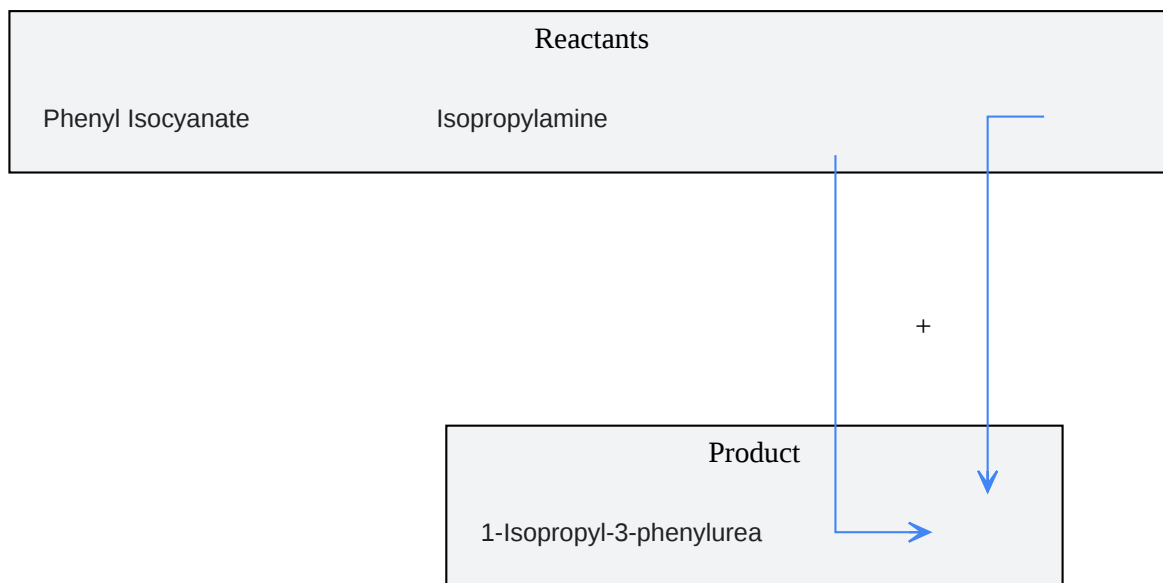 Reactants
Phenyl Isocyanate Isopropylamine
+
Product
1-Isopropyl-3-phenylurea